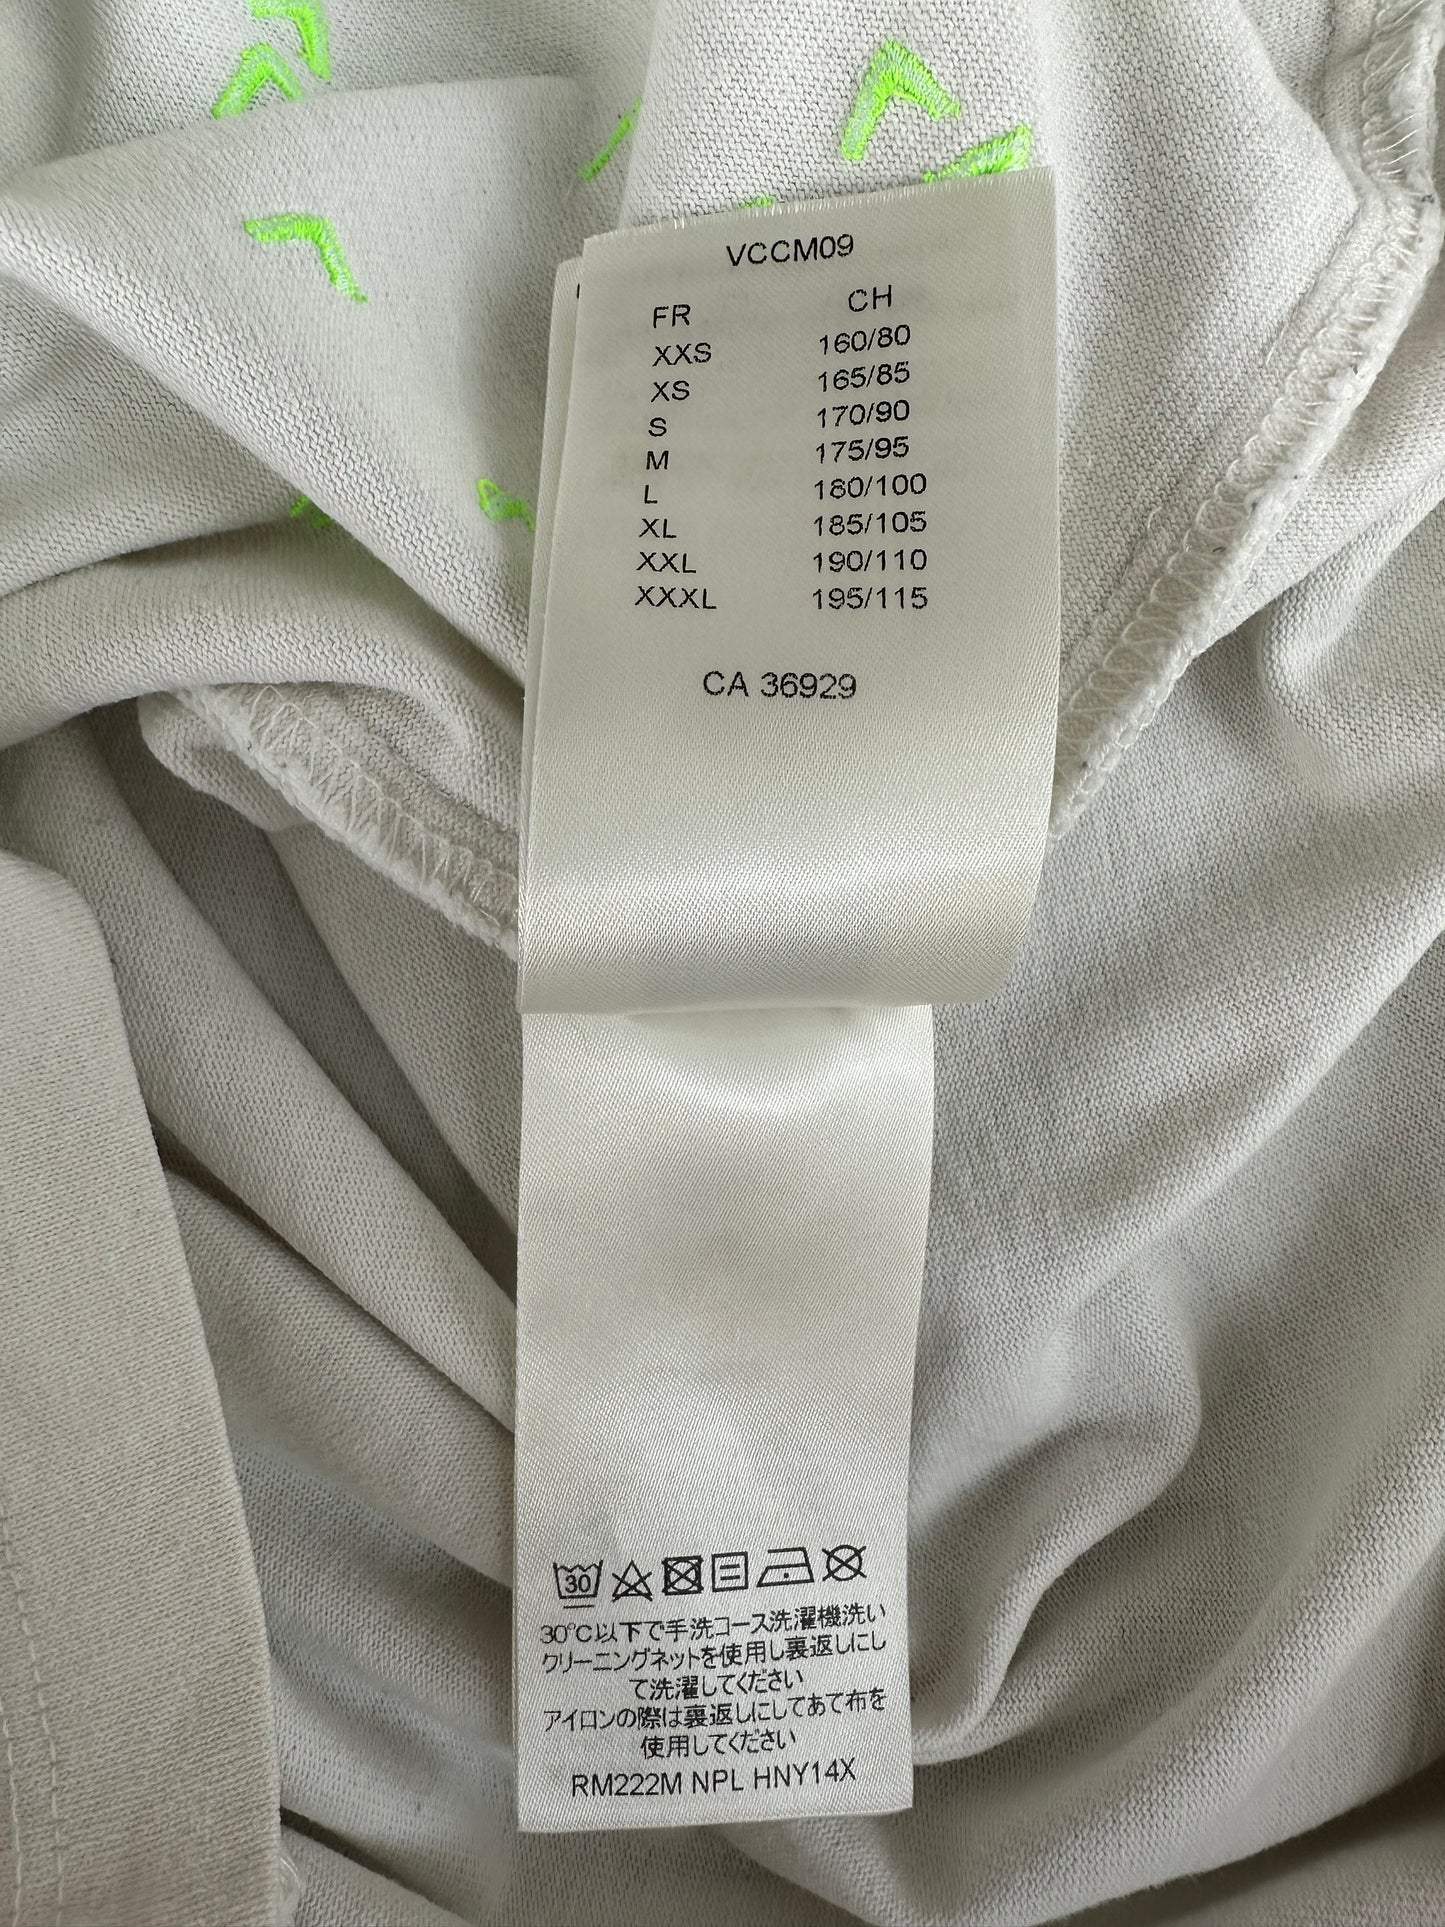 VCCM09
FR CH
XXS 160/80
XS 165/85
S 170/90
M 175/95
L 180/100
XL 185/105
XXL 190/110
XXXL 195/115
CA 36929
30
30℃以下で手洗コース洗濯機洗い
クリーニングネットを使用し裏返しにし
て洗濯してください
アイロンの際は裏返しにしてあて布を
使用してください
RM222M NPL HNY14X